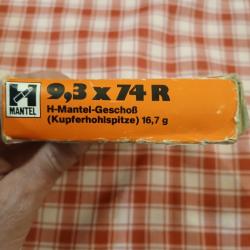 9,3 x 74 R
H-Mantel-Geschoß
(Kupferhohlspitze) 16,7 g
H
MANTEL